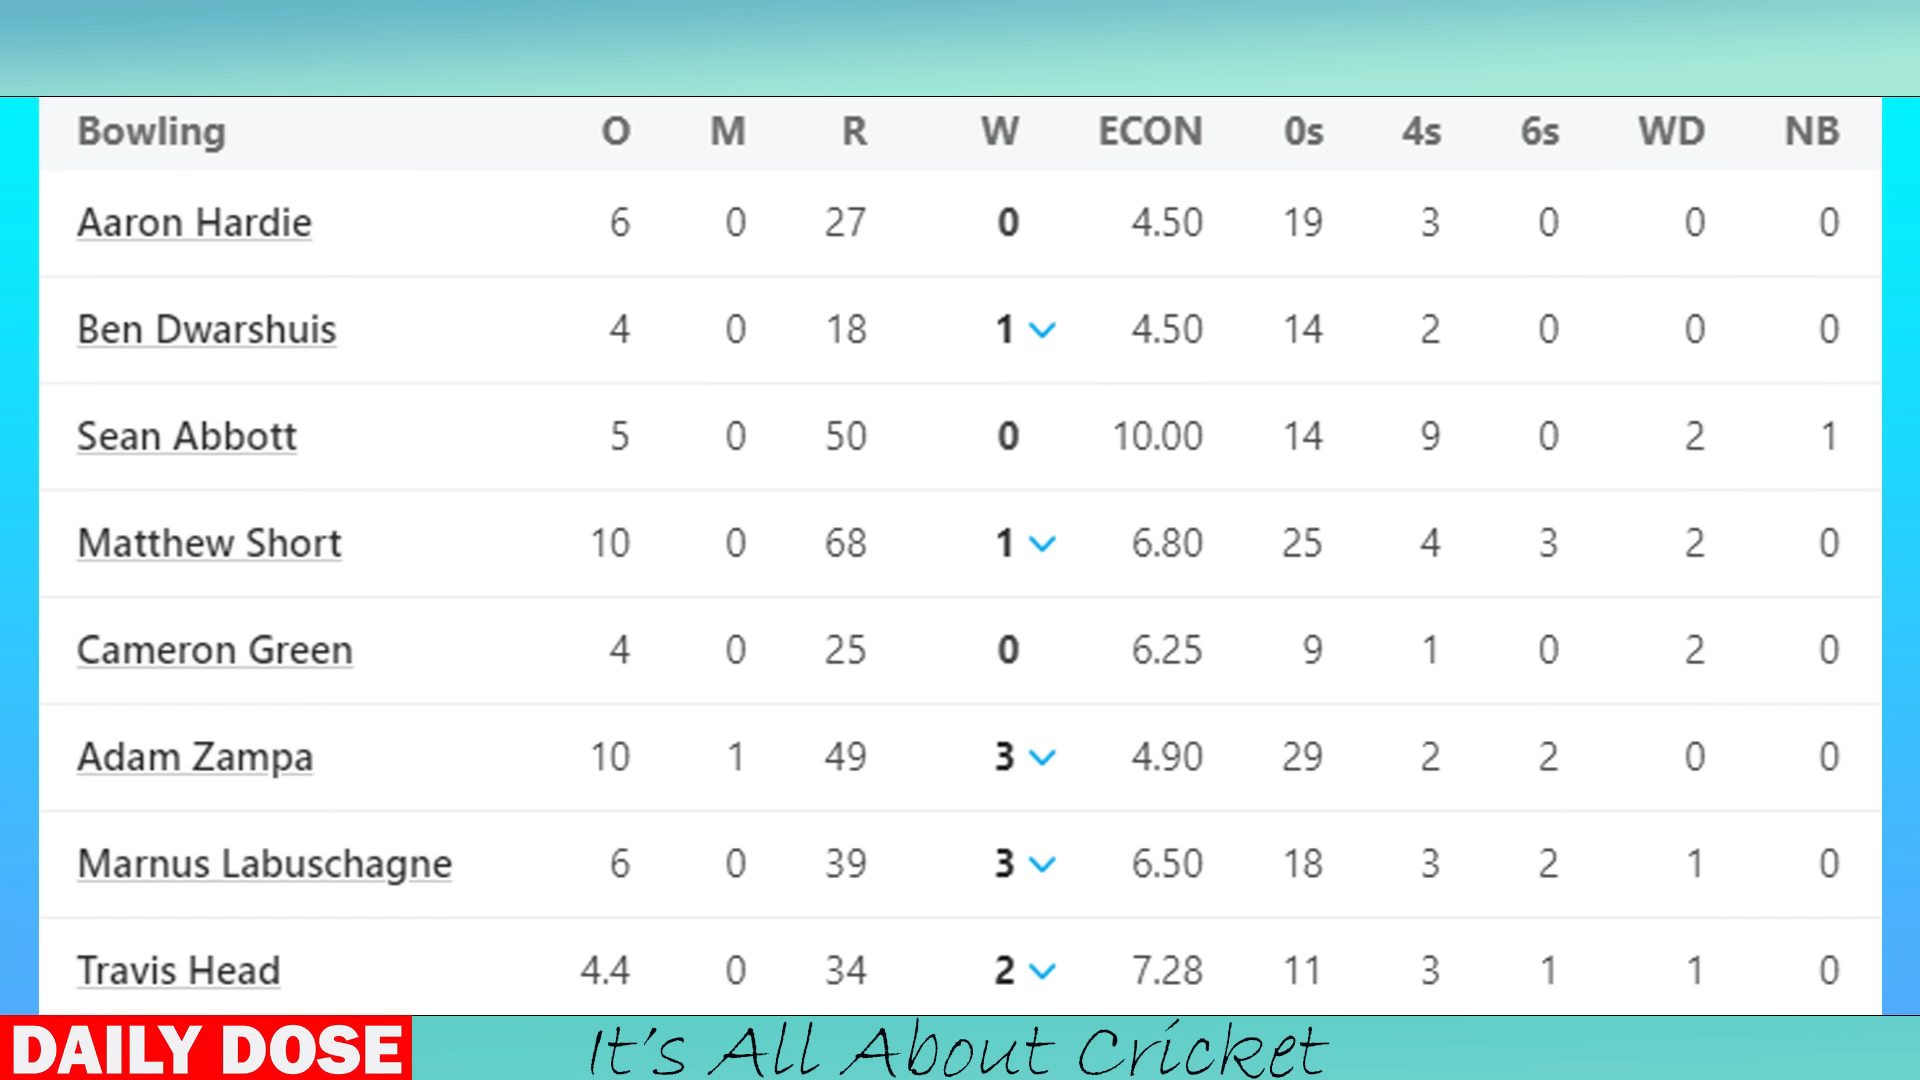 Bowling O M R W ECON 0s 4s 6s WD NB
Aaron Hardie 6 0 27 0 4.50 19 3 0 0 0
Ben Dwarshuis 4 0 18 1 4.50 14 2 0 0 0
Sean Abbott 5 0 50 0 10.00 14 9 0 2 1
Matthew Short 10 0 68 1 6.80 25 4 3 2 0
Cameron Green 4 0 25 0 6.25 9 1 0 2 0
Adam Zampa 10 1 49 3 4.90 29 2 2 0 0
Marnus Labuschagne 6 0 39 3 6.50 18 3 2 1 0
Travis Head 4.4 0 34 2 7.28 11 3 1 1 0
DAILY DOSE It's All About Cricket